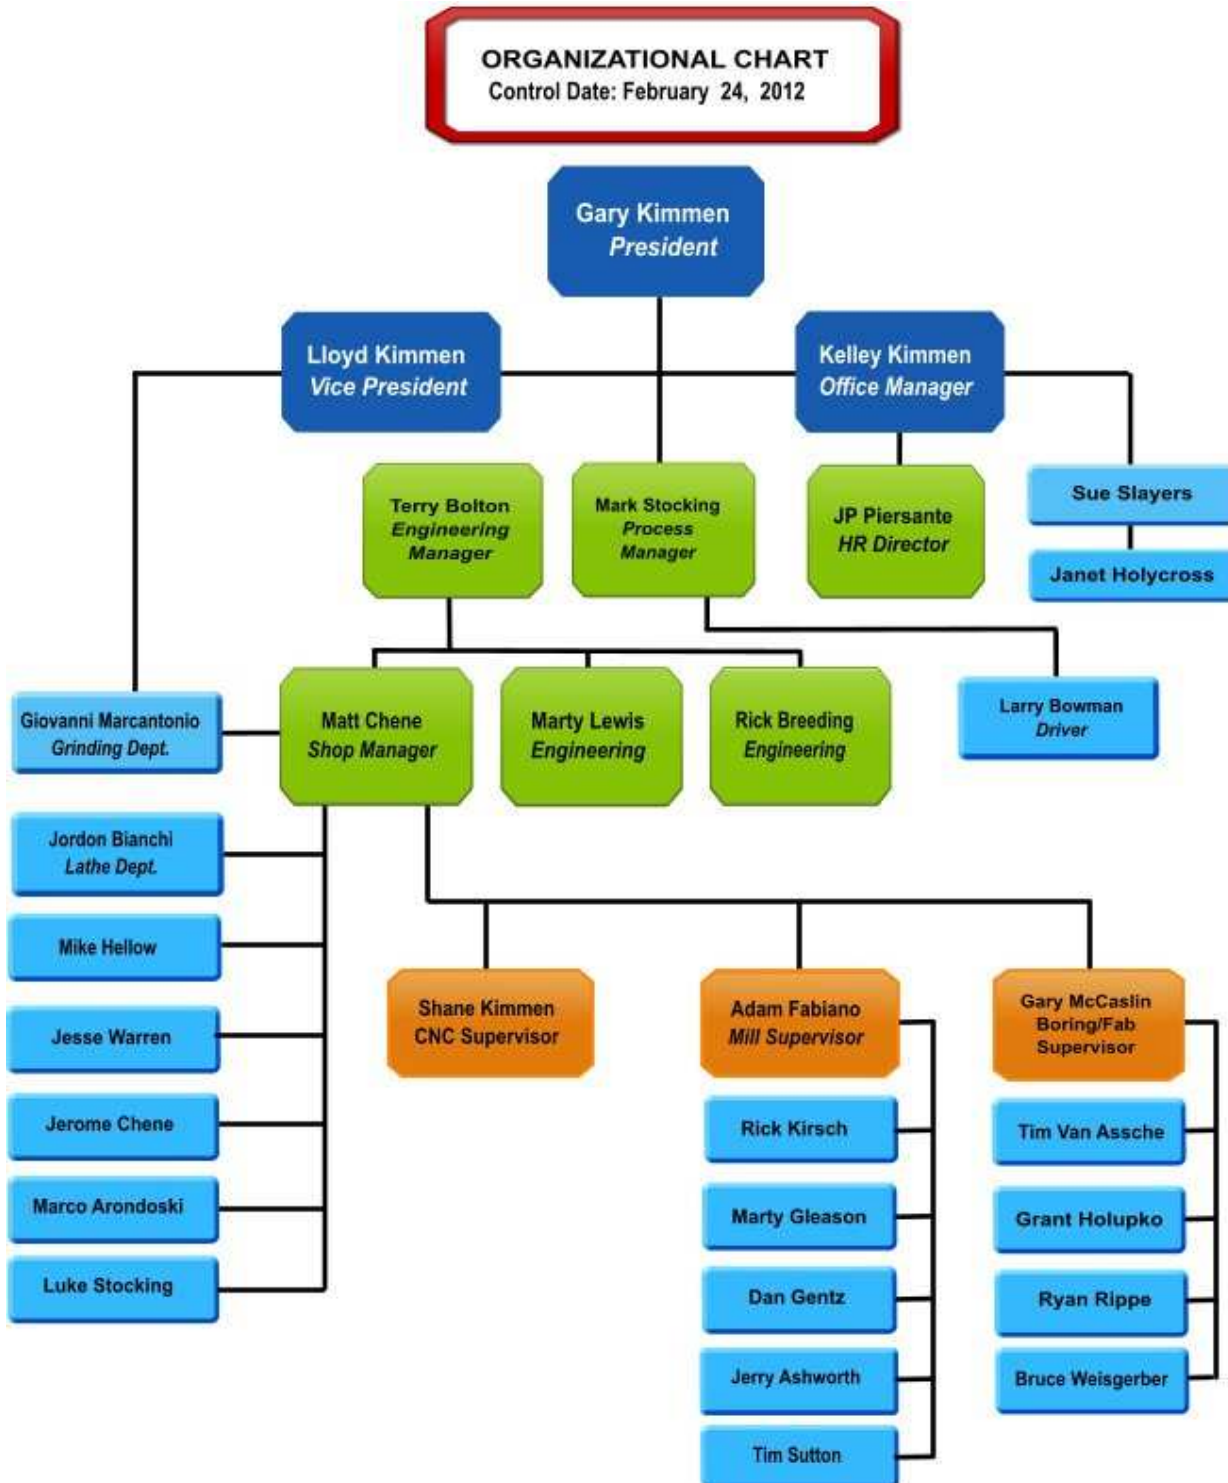 ORGANIZATIONAL CHART
Control Date: February 24, 2012
Gary Kimmen
President
Lloyd Kimmen
Vice President
Kelley Kimmen
Office Manager
Terry Bolton
Engineering
Manager
Mark Stocking
Process
Manager
JP Piersante
HR Director
Sue Slayers
Janet Holycross
Giovanni Marcantonio
Grinding Dept.
Matt Chene
Shop Manager
Marty Lewis
Engineering
Rick Breeding
Engineering
Larry Bowman
Driver
Jordon Bianchi
Lathe Dept.
Mike Hellow
Jesse Warren
Jerome Chene
Marco Arondoski
Luke Stocking
Shane Kimmen
CNC Supervisor
Adam Fabiano
Mill Supervisor
Gary McCaslin
Boring/Fab
Supervisor
Rick Kirsch
Marty Gleason
Dan Gentz
Jerry Ashworth
Tim Sutton
Tim Van Assche
Grant Holupko
Ryan Rippe
Bruce Weisgerber